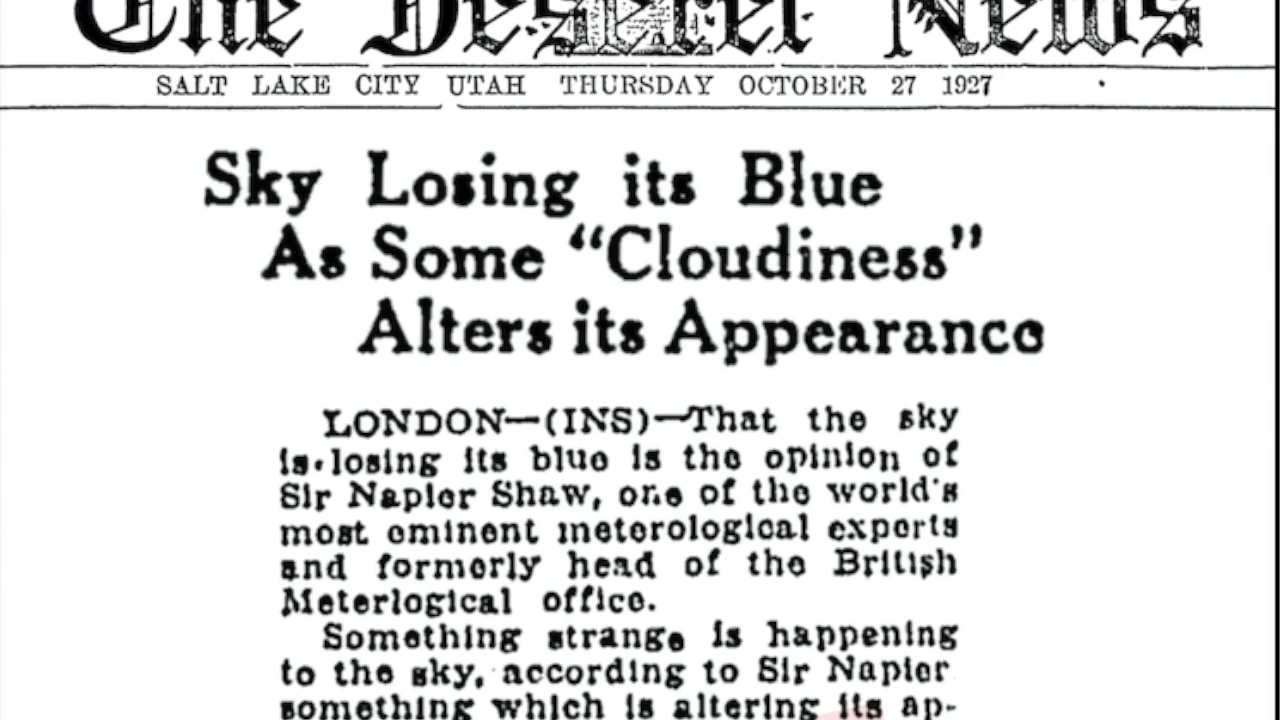 The Deseret News
SALT LAKE CITY UTAH THURSDAY OCTOBER 27 1927
Sky Losing its Blue
As Some “Cloudiness”
Alters its Appearance
LONDON—(INS)—That the sky
is losing its blue is the opinion of
Sir Napier Shaw, one of the world's
most eminent meterological experts
and formerly head of the British
Meterlogical office.
Something strange is happening
to the sky, according to Sir Napier
something which is altering its ap-